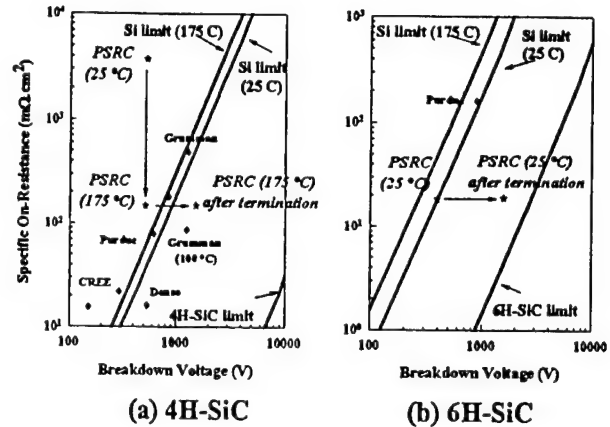 10⁴
10³
10²
10¹
Specific On-Resistance (mΩ.cm²)
Si limit (175 C)
Si limit
(25 C)
PSRC
(25 °C)
Grumman
PSRC
(175 °C)
PSRC (175 °C)
after termination
Purdue
Grumman
(100 °C)
CREE
Denso
4H-SiC limit
100
1000
10000
Breakdown Voltage (V)
(a) 4H-SiC
10³
10²
10¹
10⁰
Si limit (175 C)
Si limit
(25 C)
Purdue
PSRC
(25 °C)
PSRC (25 °C)
after termination
6H-SiC limit
100
1000
10000
Breakdown Voltage (V)
(b) 6H-SiC